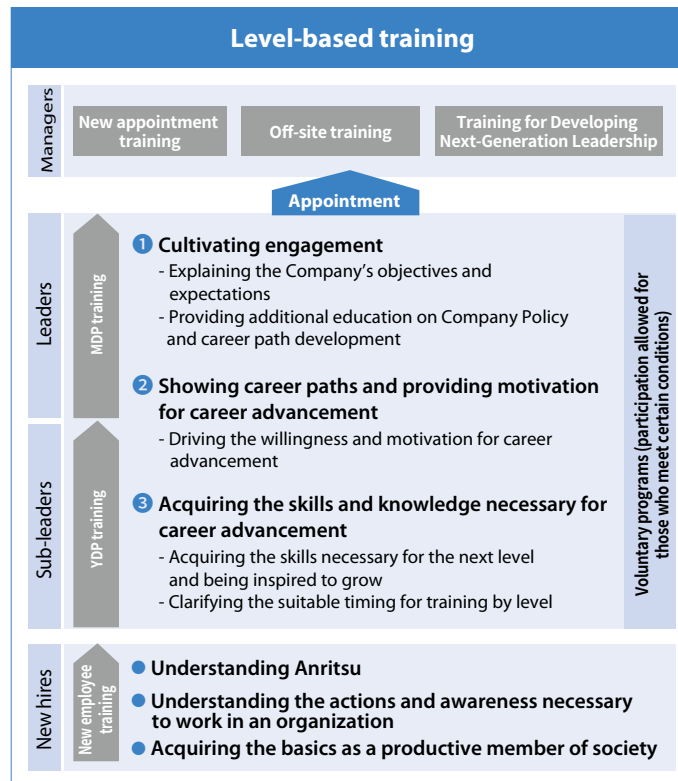 Level-based training
Managers
New appointment
training
Off-site training
Training for Developing
Next-Generation Leadership
Appointment
Leaders
MDP training
1 Cultivating engagement
- Explaining the Company’s objectives and
expectations
- Providing additional education on Company Policy
and career path development
2 Showing career paths and providing motivation
for career advancement
- Driving the willingness and motivation for career
advancement
Sub-leaders
YDP training
3 Acquiring the skills and knowledge necessary for
career advancement
- Acquiring the skills necessary for the next level
and being inspired to grow
- Clarifying the suitable timing for training by level
Voluntary programs (participation allowed for
those who meet certain conditions)
New hires
New employee
training
● Understanding Anritsu
● Understanding the actions and awareness necessary
to work in an organization
● Acquiring the basics as a productive member of society